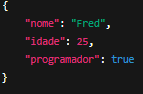 {
"nome": "Fred",
"idade": 25,
"programador": true
}